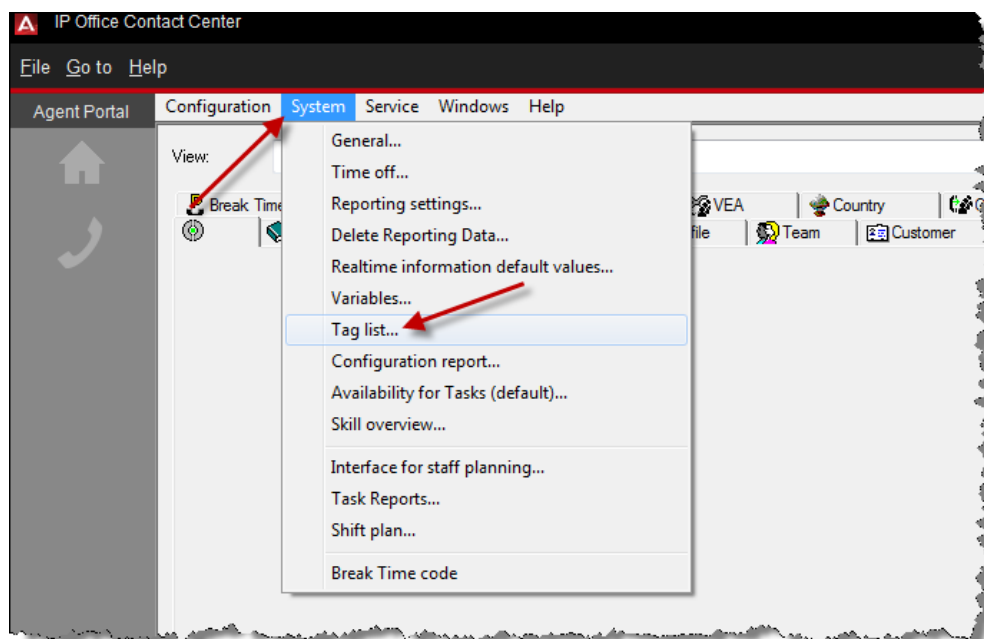 IP Office Contact Center
File Go to Help
Agent Portal
Configuration System Service Windows Help
View:
General...
Time off...
Reporting settings...
Delete Reporting Data...
Realtime information default values...
Variables...
Tag list...
Configuration report...
Availability for Tasks (default)...
Skill overview...
Interface for staff planning...
Task Reports...
Shift plan...
Break Time code
Break Time VEA Country
Team Customer